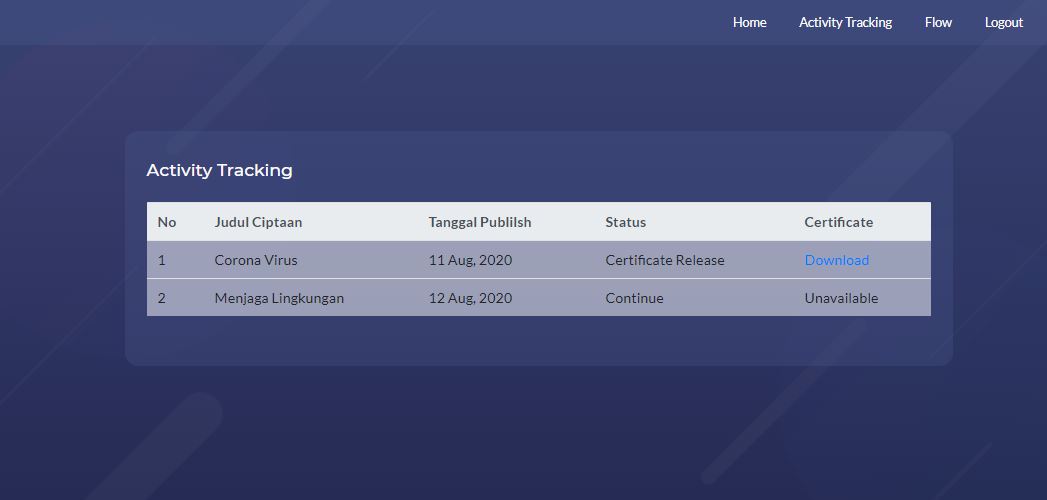 Home Activity Tracking Flow Logout
Activity Tracking
No Judul Ciptaan Tanggal Publilsh Status Certificate
1 Corona Virus 11 Aug, 2020 Certificate Release Download
2 Menjaga Lingkungan 12 Aug, 2020 Continue Unavailable